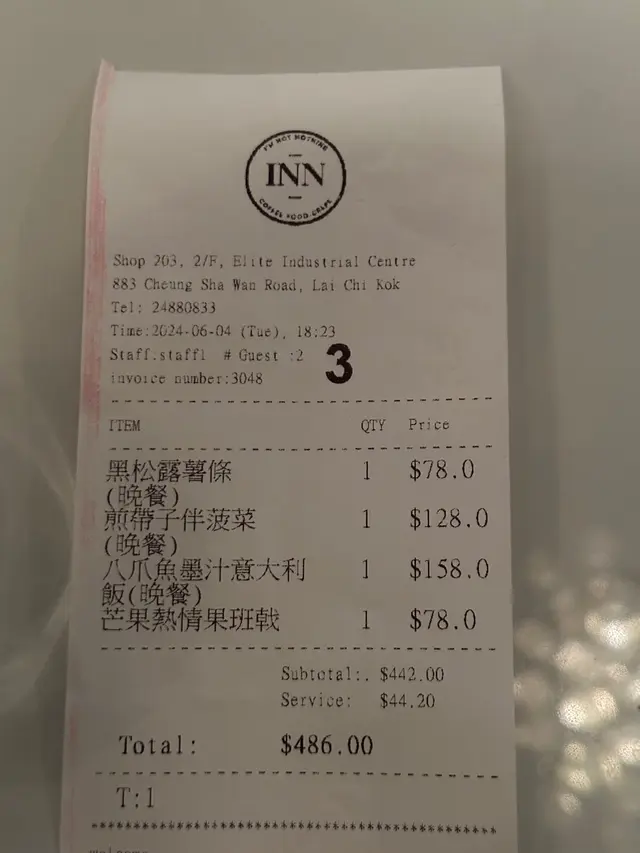 I'M NOT NOTHING
INN
COFFEE FOOD CRAFT
Shop 203, 2/F, Elite Industrial Centre
883 Cheung Sha Wan Road, Lai Chi Kok
Tel: 24880833
Time:2024-06-04 (Tue), 18:23
Staff:staff1 # Guest :2
3
invoice number:3048
ITEM QTY Price
黑松露薯條 1 $78.0
(晚餐)
煎帶子伴菠菜 1 $128.0
(晚餐)
八爪魚墨汁意大利 1 $158.0
飯(晚餐)
芒果熱情果班戟 1 $78.0
Subtotal:. $442.00
Service: $44.20
Total: $486.00
T:1